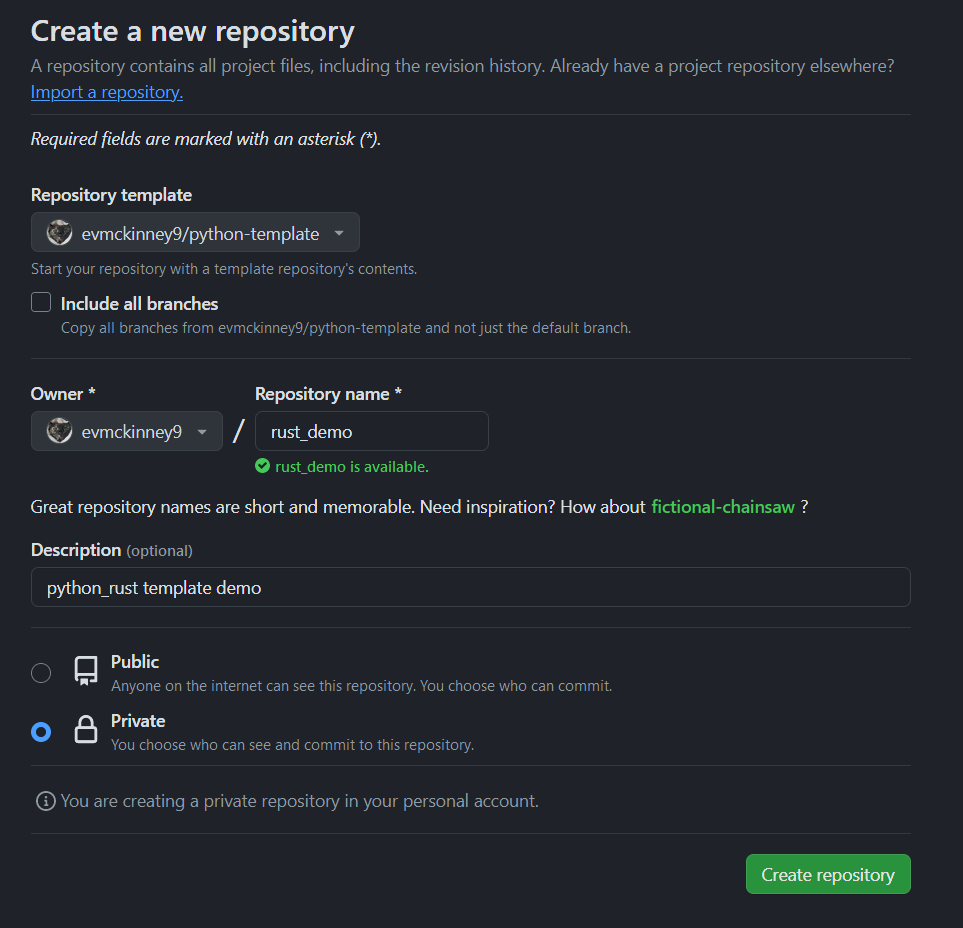 Create a new repository
A repository contains all project files, including the revision history. Already have a project repository elsewhere?
Import a repository.
Required fields are marked with an asterisk (*).
Repository template
evmckinney9/python-template
Start your repository with a template repository's contents.
Include all branches
Copy all branches from evmckinney9/python-template and not just the default branch.
Owner *
Repository name *
evmckinney9
/
rust_demo
rust_demo is available.
Great repository names are short and memorable. Need inspiration? How about fictional-chainsaw ?
Description (optional)
python_rust template demo
Public
Anyone on the internet can see this repository. You choose who can commit.
Private
You choose who can see and commit to this repository.
You are creating a private repository in your personal account.
Create repository